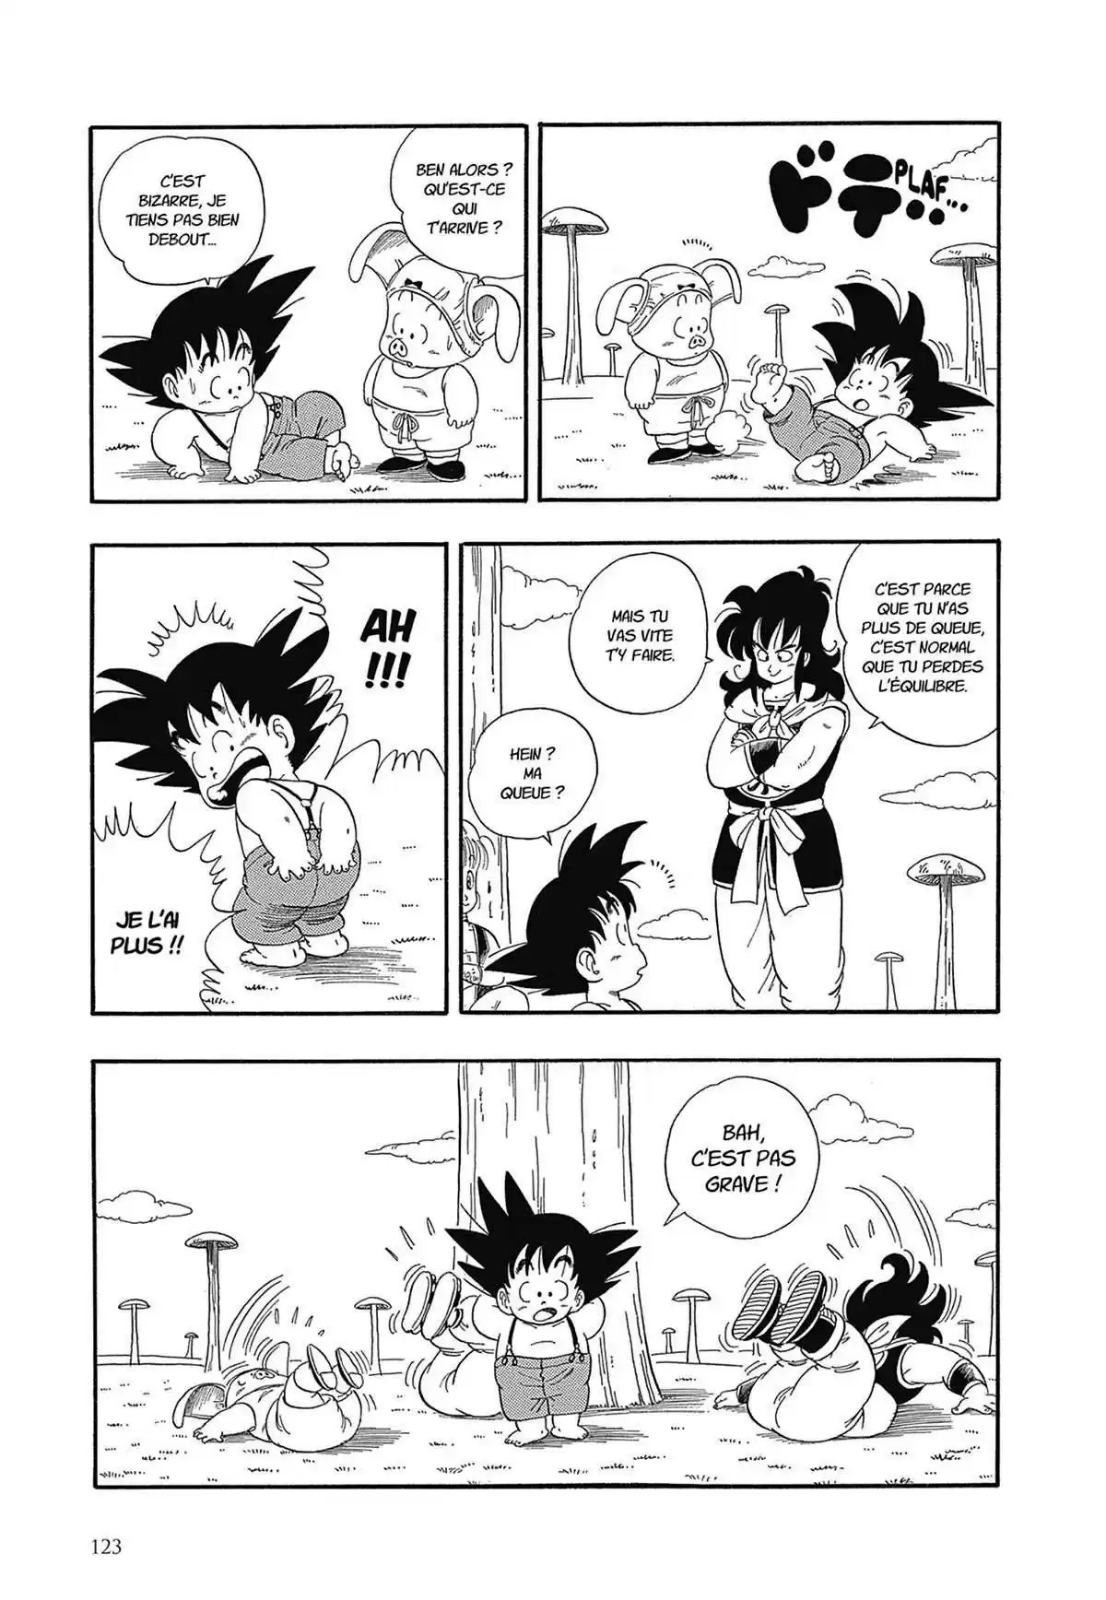 ドテ‥
PLAF...
BEN ALORS ?
QU'EST-CE
QUI
T'ARRIVE ?
C'EST
BIZARRE, JE
TIENS PAS BIEN
DEBOUT...
C'EST PARCE
QUE TU N'AS
PLUS DE QUEUE,
C'EST NORMAL
QUE TU PERDES
L'ÉQUILIBRE.
MAIS TU
VAS VITE
T'Y FAIRE.
HEIN ?
MA
QUEUE ?
AH
!!!
JE L'AI
PLUS !!
BAH,
C'EST PAS
GRAVE !
123